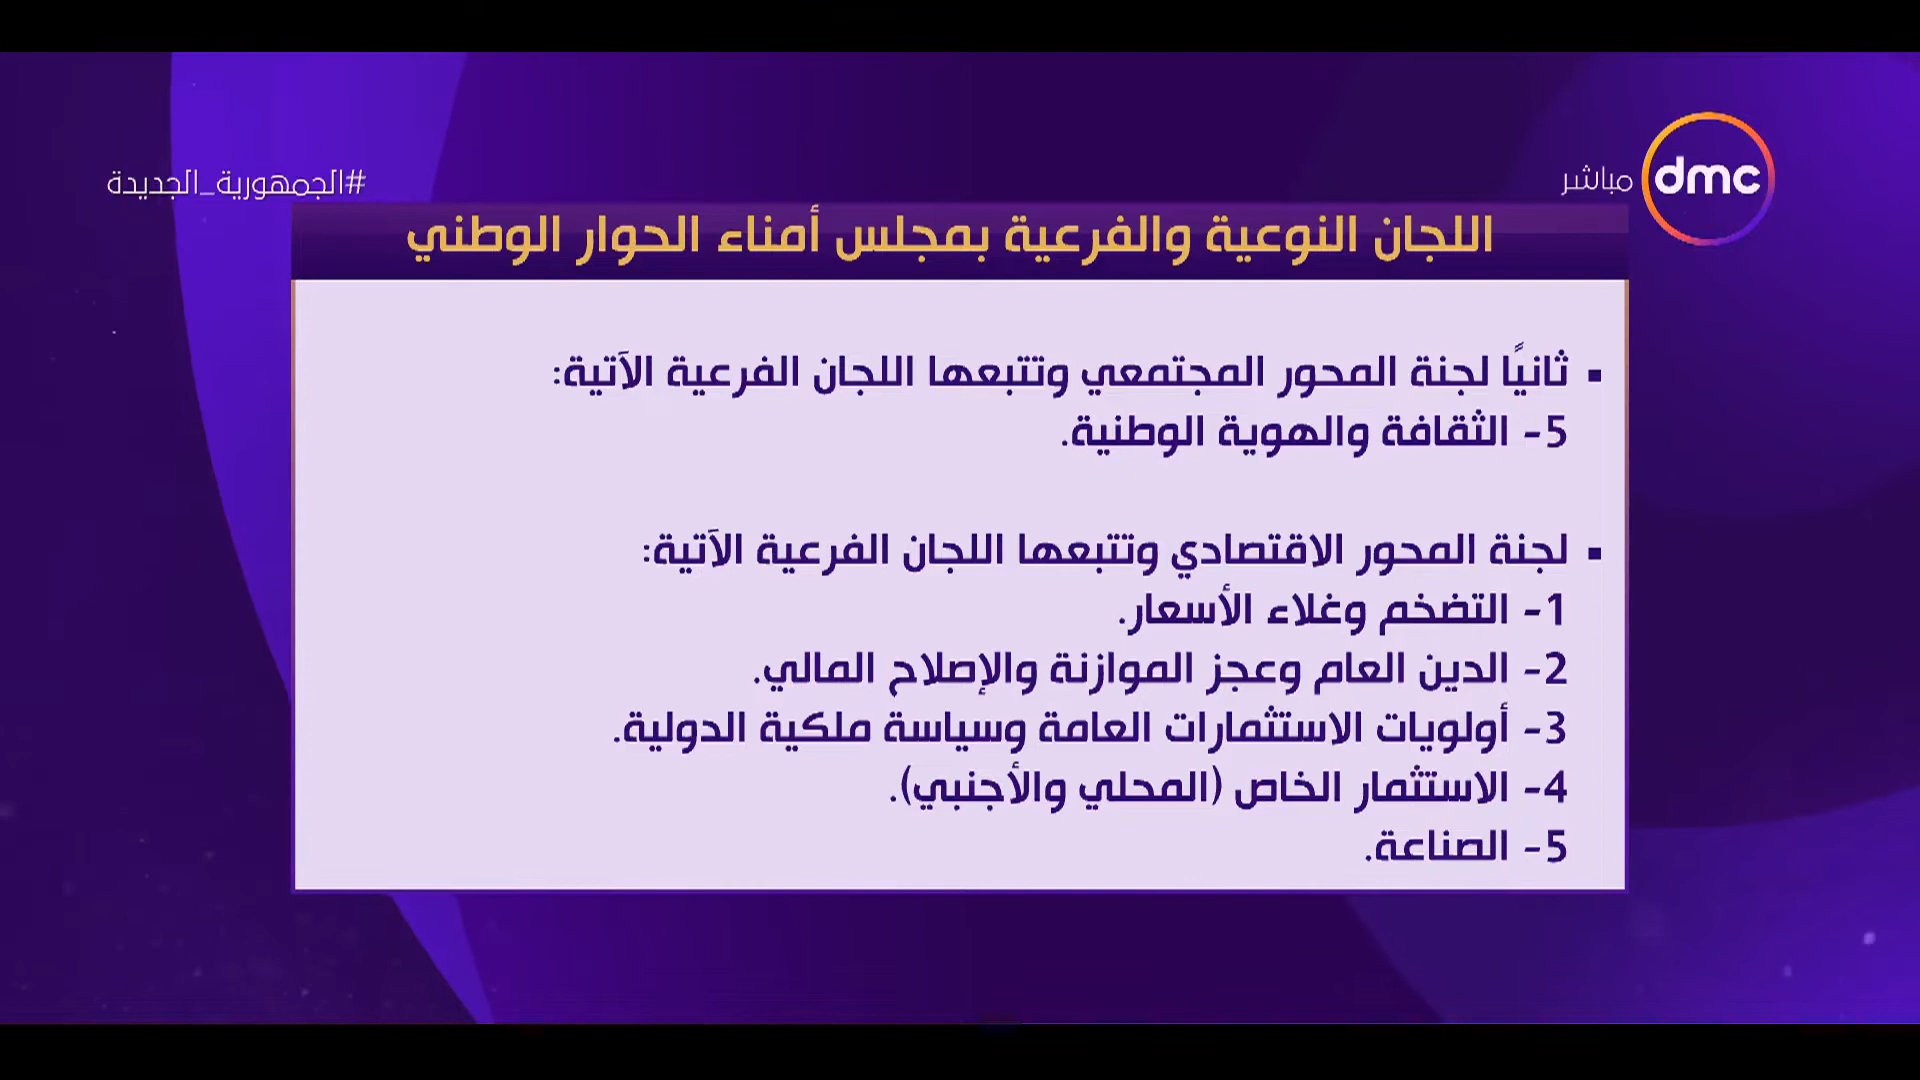 dmc
مباشر
#الجمهورية_الجديدة
اللجان النوعية والفرعية بمجلس أمناء الحوار الوطني
▪ ثانيًا لجنة المحور المجتمعي وتتبعها اللجان الفرعية الآتية:
5- الثقافة والهوية الوطنية.
▪ لجنة المحور الاقتصادي وتتبعها اللجان الفرعية الآتية:
1- التضخم وغلاء الأسعار.
2- الدين العام وعجز الموازنة والإصلاح المالي.
3- أولويات الاستثمارات العامة وسياسة ملكية الدولية.
4- الاستثمار الخاص (المحلي والأجنبي).
5- الصناعة.